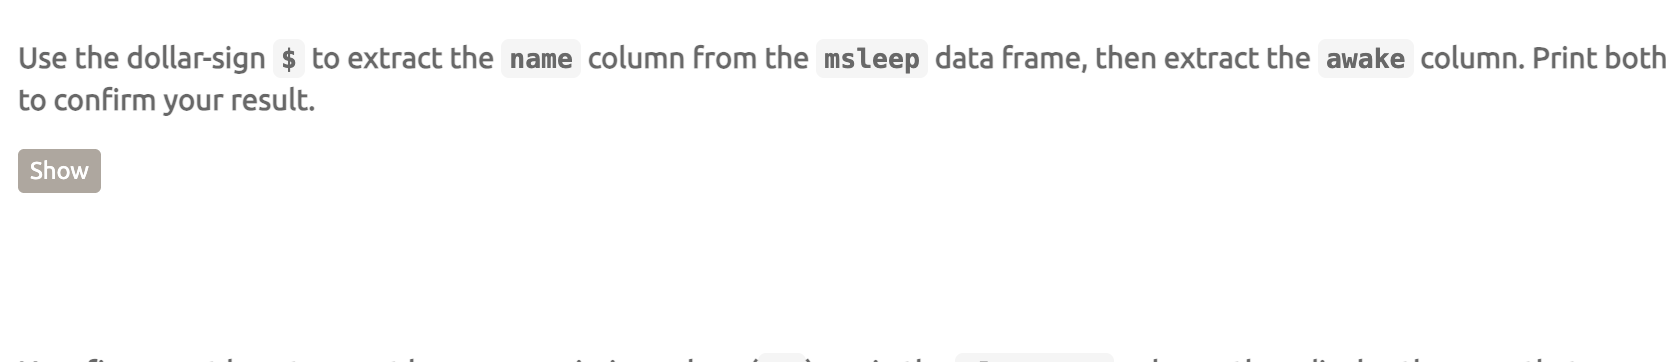 Use the dollar-sign $ to extract the name column from the msleep data frame, then extract the awake column. Print both
to confirm your result.
Show